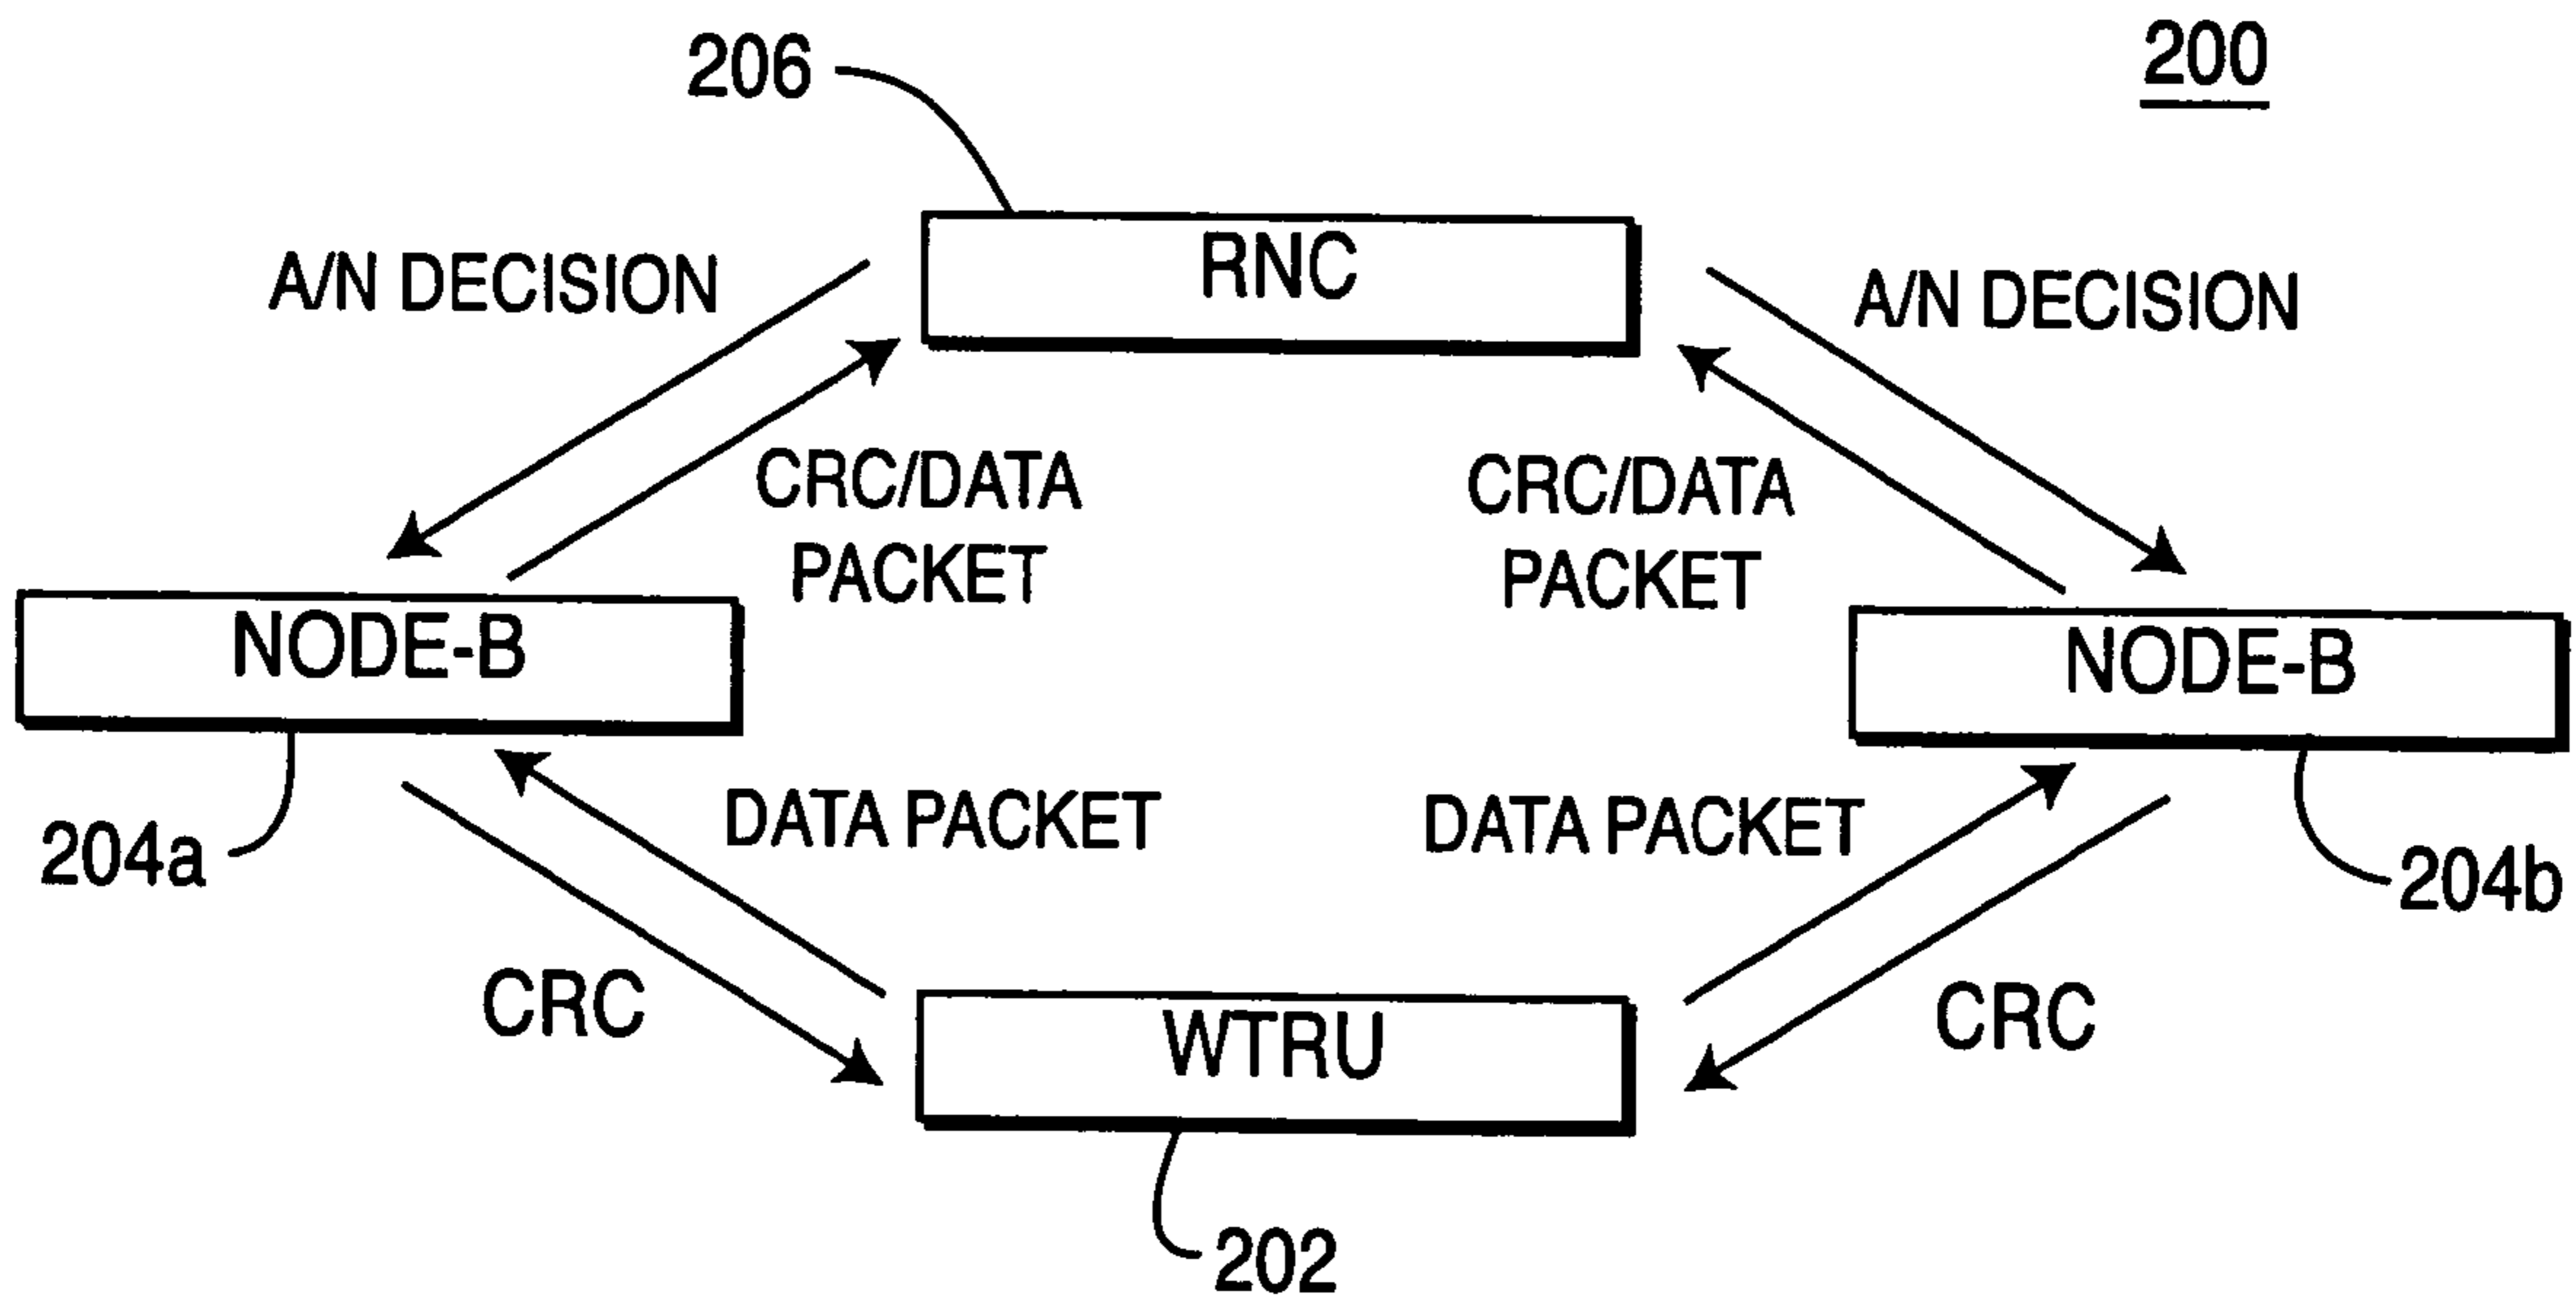 200
206
RNC
A/N DECISION
A/N DECISION
CRC/DATA
PACKET
CRC/DATA
PACKET
NODE-B
NODE-B
DATA PACKET
DATA PACKET
204a
204b
CRC
CRC
WTRU
202